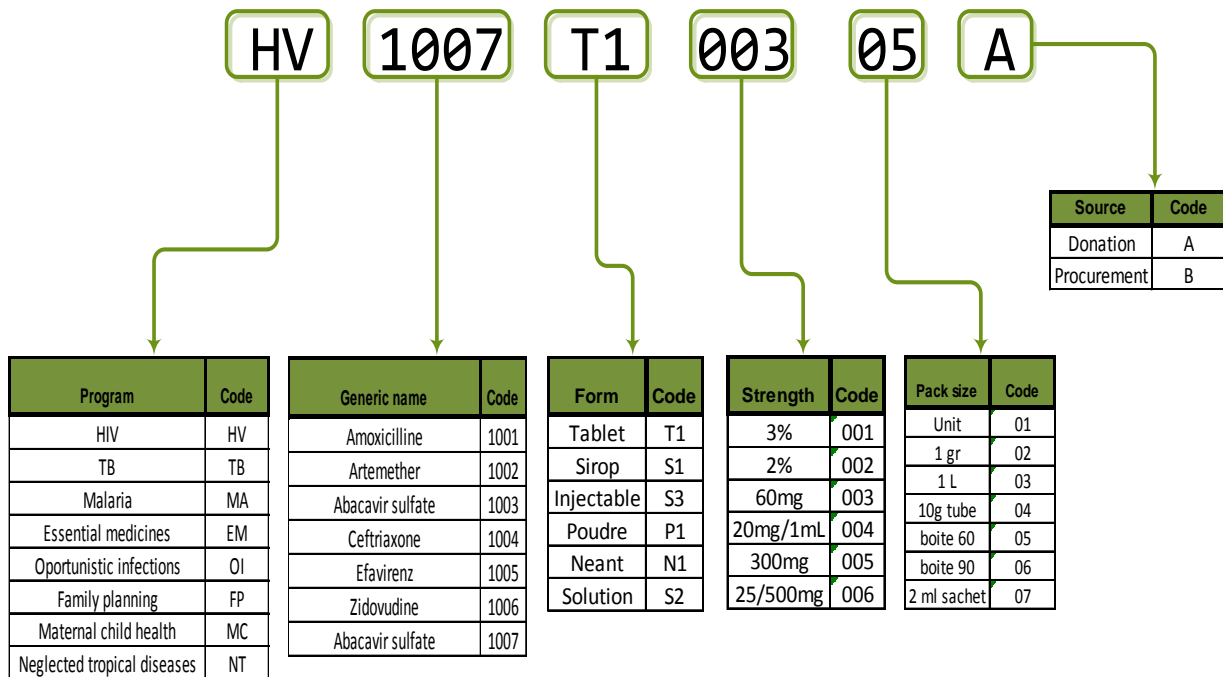 HV 1007 T1 003 05 A
Source Code
Donation A
Procurement B
Program Code
HIV HV
TB TB
Malaria MA
Essential medicines EM
Oportunistic infections OI
Family planning FP
Maternal child health MC
Neglected tropical diseases NT
Generic name Code
Amoxicilline 1001
Artemether 1002
Abacavir sulfate 1003
Ceftriaxone 1004
Efavirenz 1005
Zidovudine 1006
Abacavir sulfate 1007
Form Code
Tablet T1
Sirop S1
Injectable S3
Poudre P1
Neant N1
Solution S2
Strength Code
3% 001
2% 002
60mg 003
20mg/1mL 004
300mg 005
25/500mg 006
Pack size Code
Unit 01
1 gr 02
1 L 03
10g tube 04
boite 60 05
boite 90 06
2 ml sachet 07